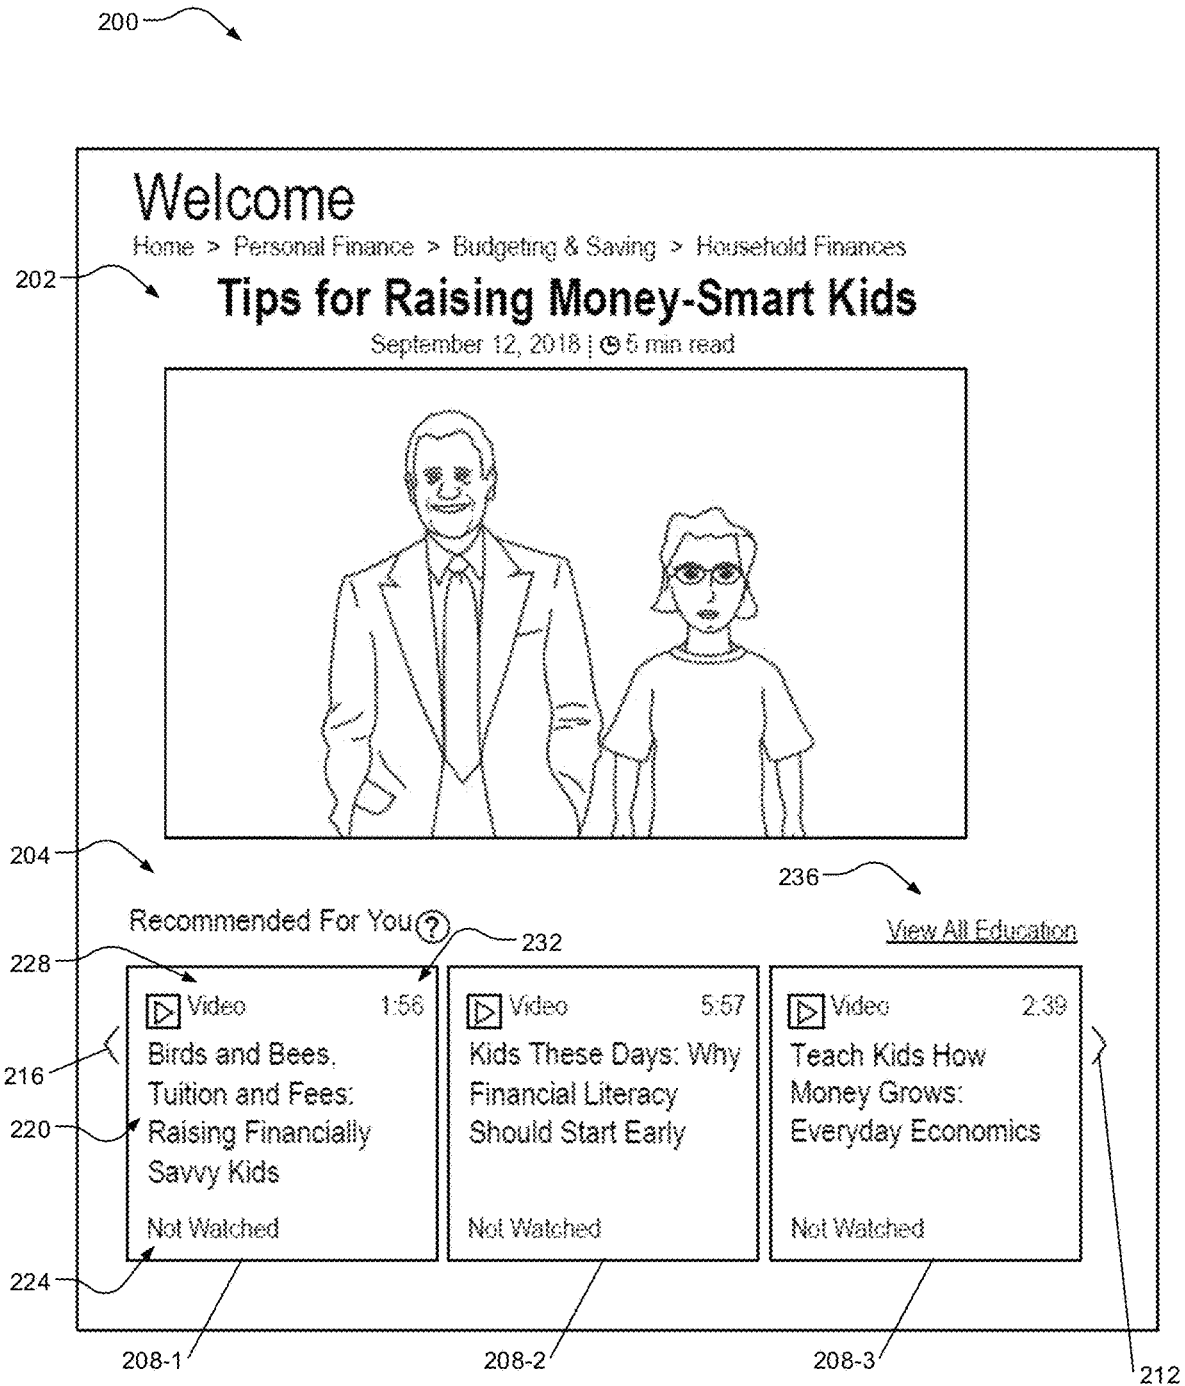 200
Welcome
Home > Personal Finance > Budgeting & Saving > Household Finances
202
Tips for Raising Money-Smart Kids
September 12, 2018 | 5 min read
204
236
Recommended For You ?
View All Education
232
228
Video 1:56
Birds and Bees,
Tuition and Fees:
Raising Financially
Savvy Kids
Not Watched
Video 5:57
Kids These Days: Why
Financial Literacy
Should Start Early
Not Watched
Video 2:39
Teach Kids How
Money Grows:
Everyday Economics
Not Watched
216
220
224
208-1
208-2
208-3
212